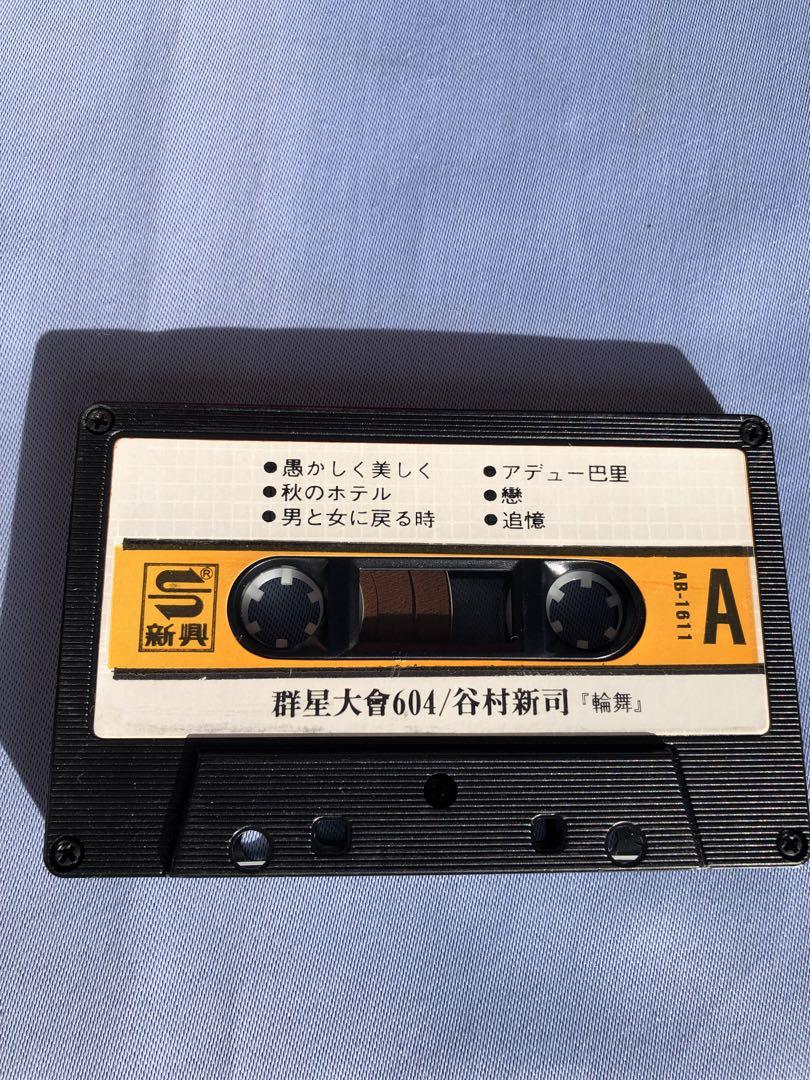 ●愚かしく美しく
●秋のホテル
●男と女に戻る時
●アデュー巴里
●戀
●追憶
®
新興
AB-1611
A
群星大會604/谷村新司『輪舞』